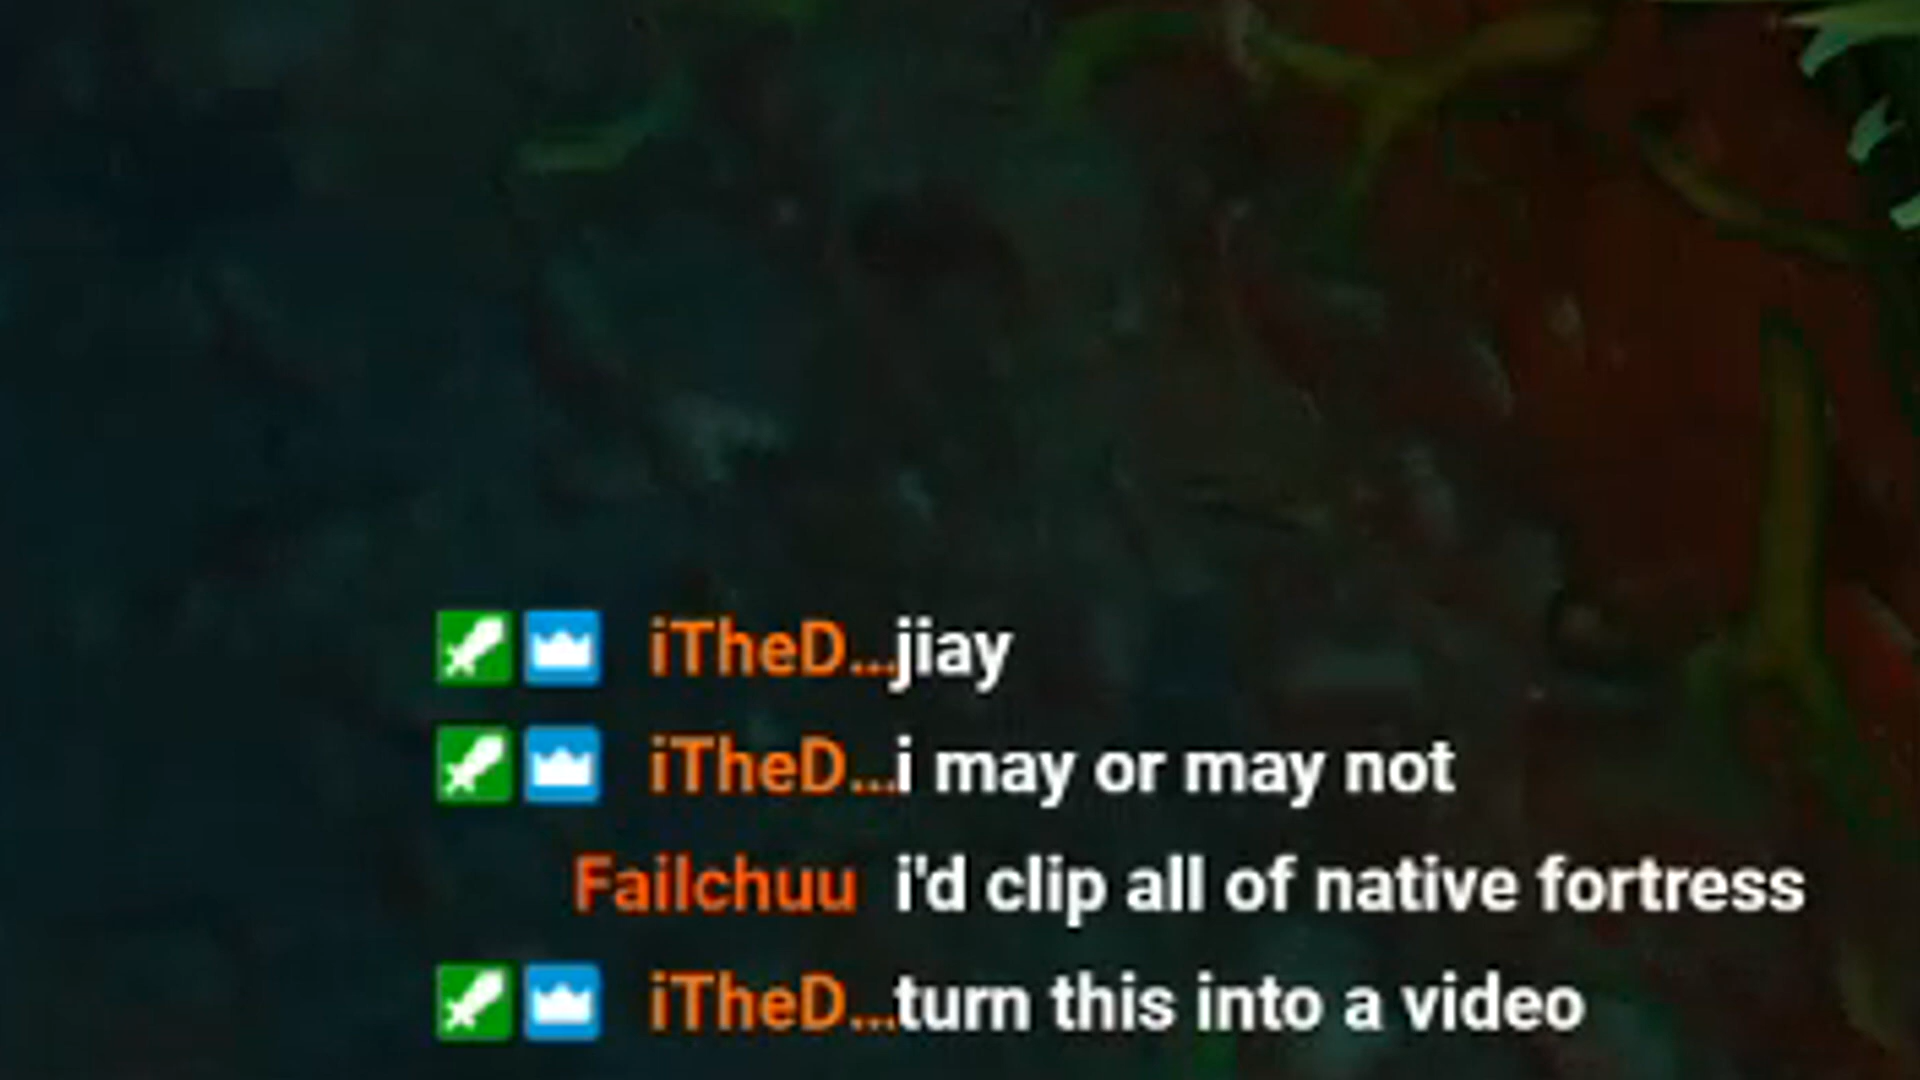 iTheD...jiay
iTheD...i may or may not
Failchuu i'd clip all of native fortress
iTheD...turn this into a video